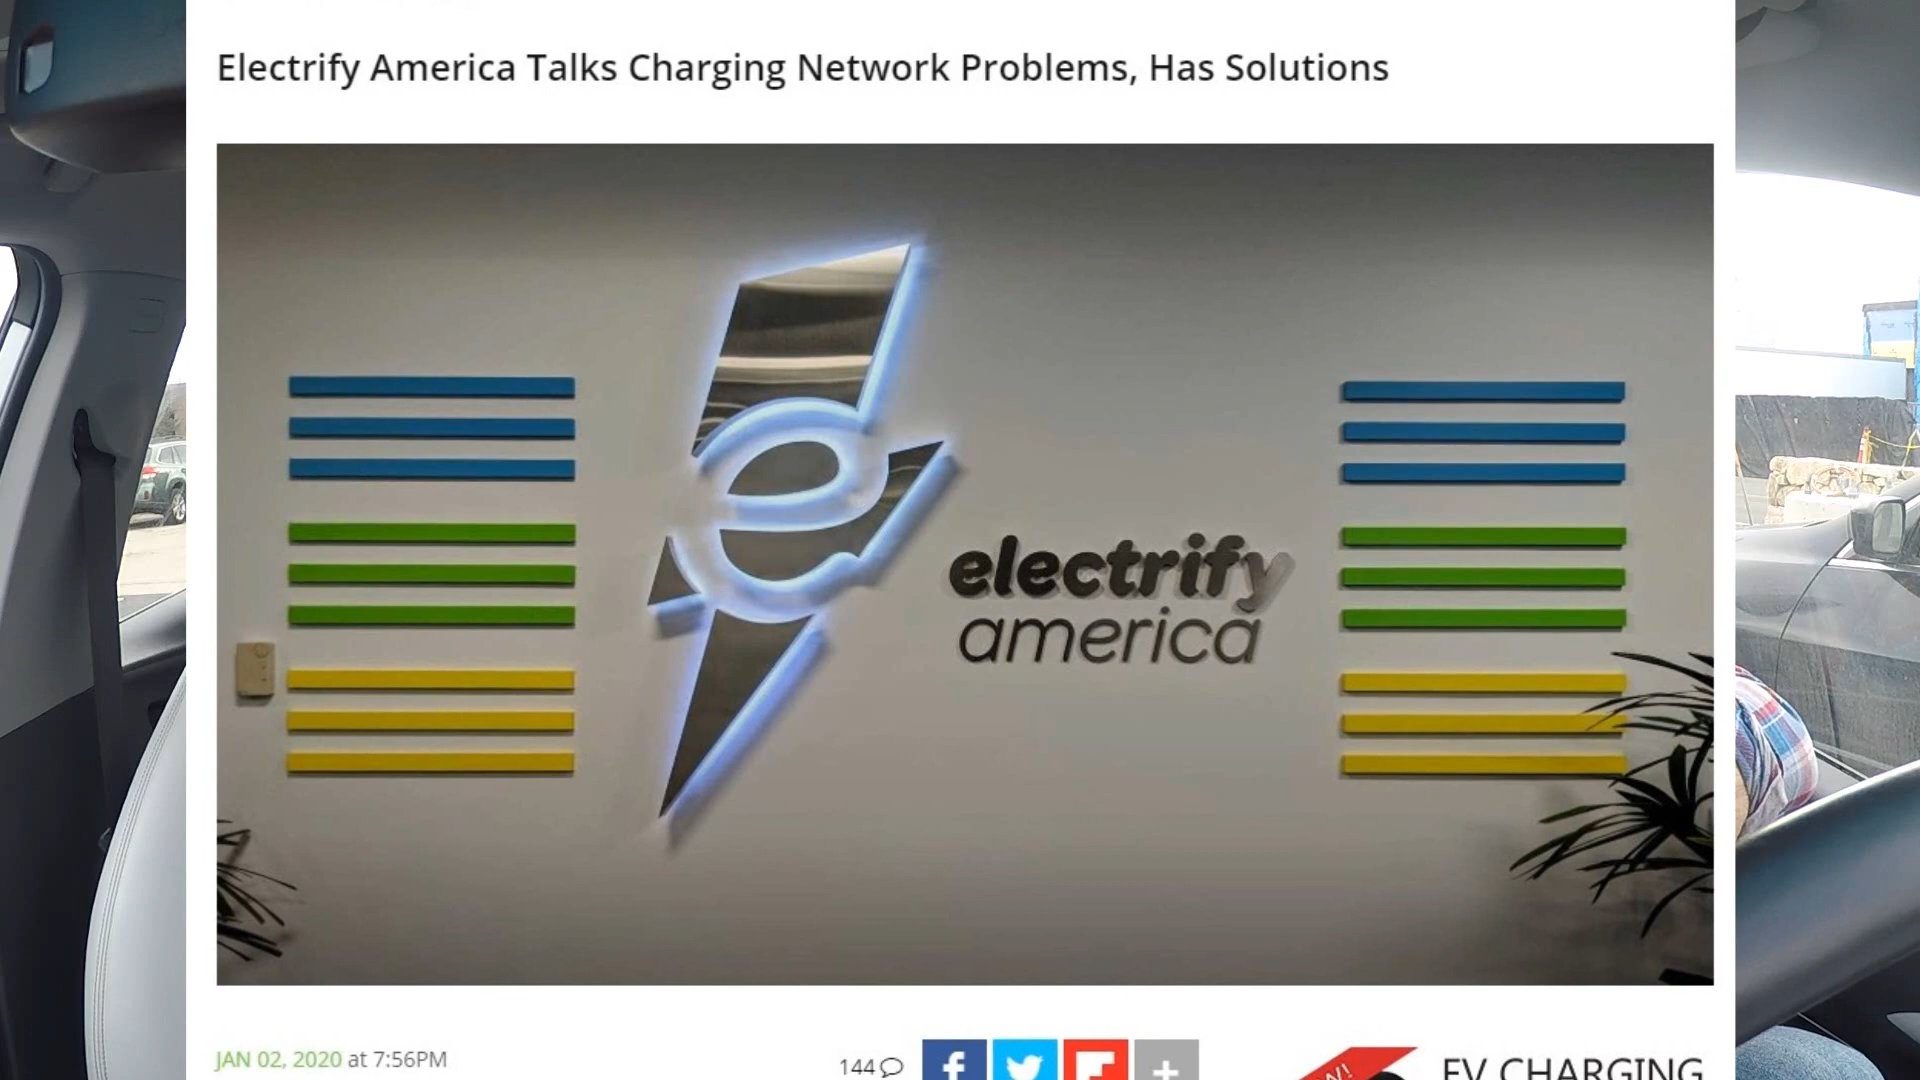 Electrify America Talks Charging Network Problems, Has Solutions
e
electrify
america
JAN 02, 2020 at 7:56PM
144
EV CHARGING